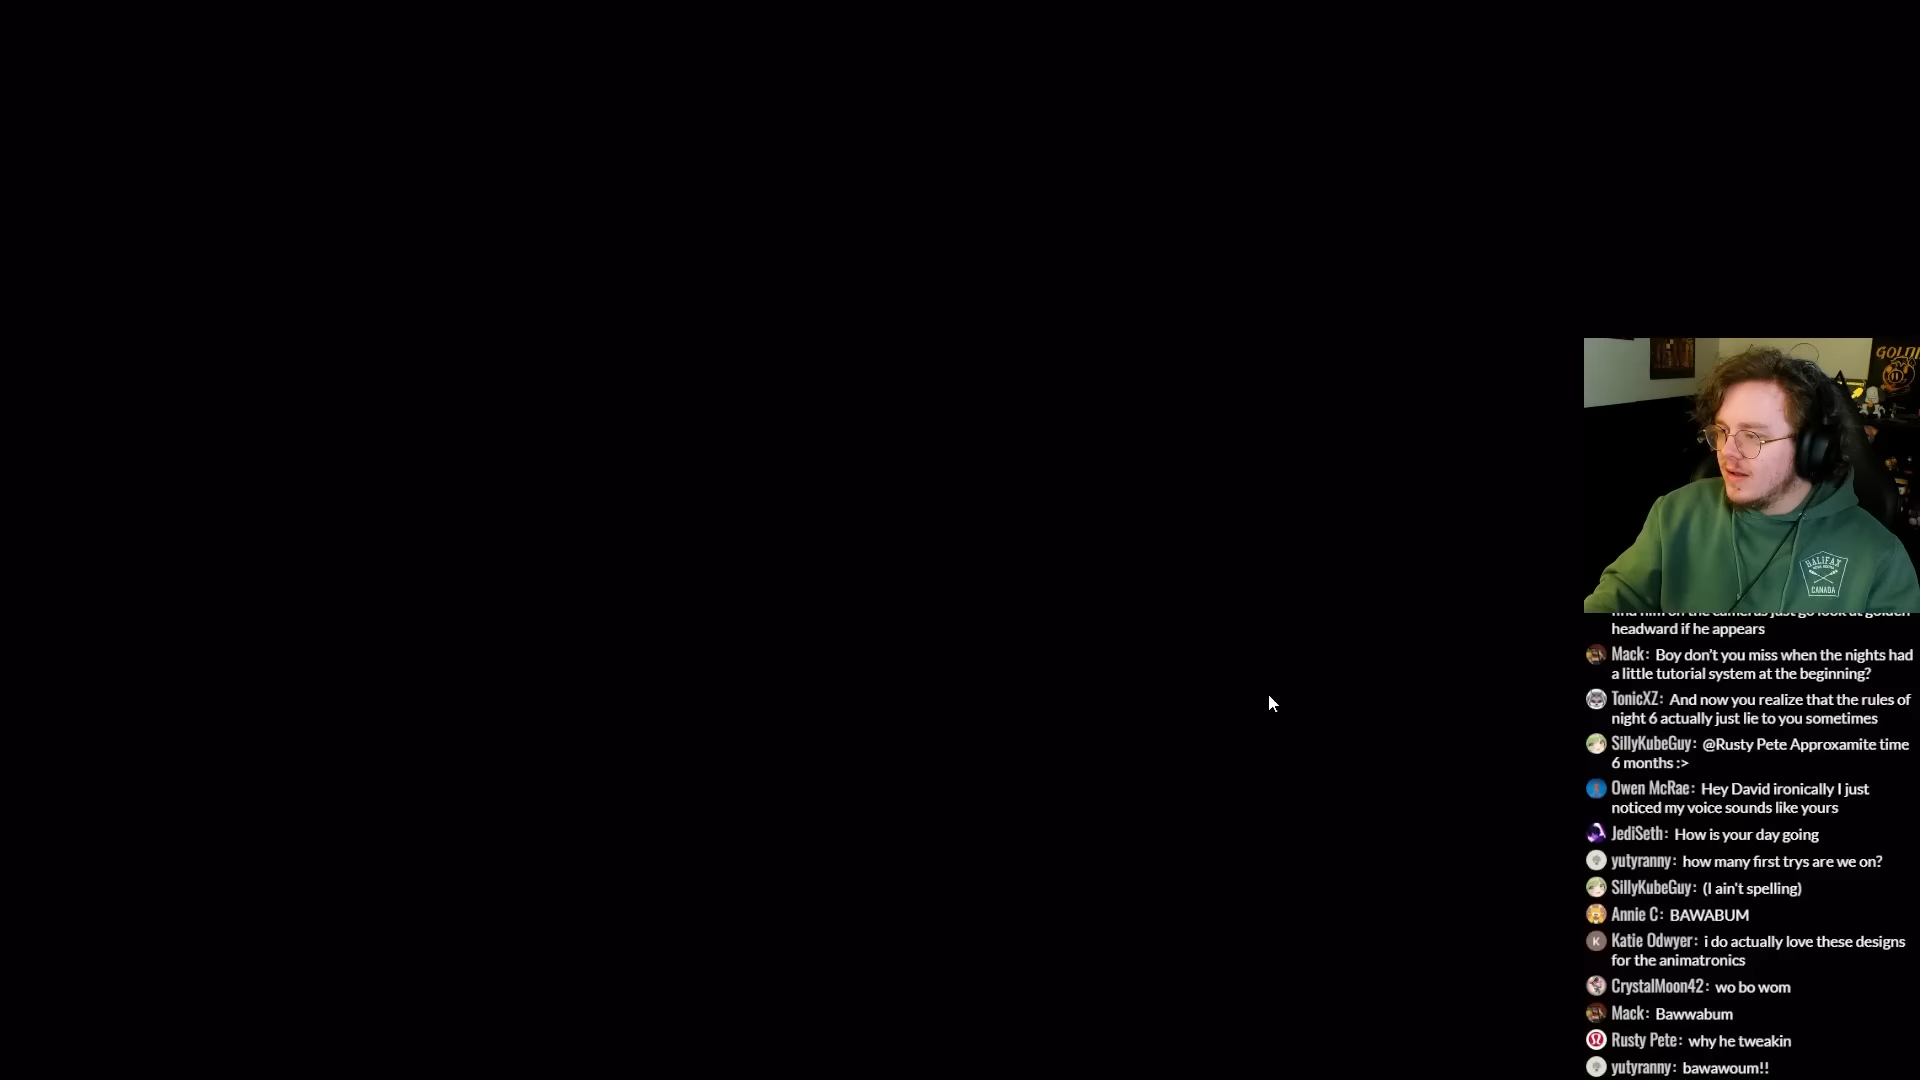 GOLD
HALIFAX
CANADA
headward if he appears
Mack: Boy don't you miss when the nights had
a little tutorial system at the beginning?
TonicXZ: And now you realize that the rules of
night 6 actually just lie to you sometimes
SillyKubeGuy: @Rusty Pete Approxamite time
6 months :>
Owen McRae: Hey David ironically I just
noticed my voice sounds like yours
JediSeth: How is your day going
yutyranny: how many first trys are we on?
SillyKubeGuy: (I ain't spelling)
Annie C: BAWABUM
K Katie Odwyer: i do actually love these designs
for the animatronics
CrystalMoon42: wo bo wom
Mack: Bawwabum
Rusty Pete: why he tweakin
yutyranny: bawawoum!!